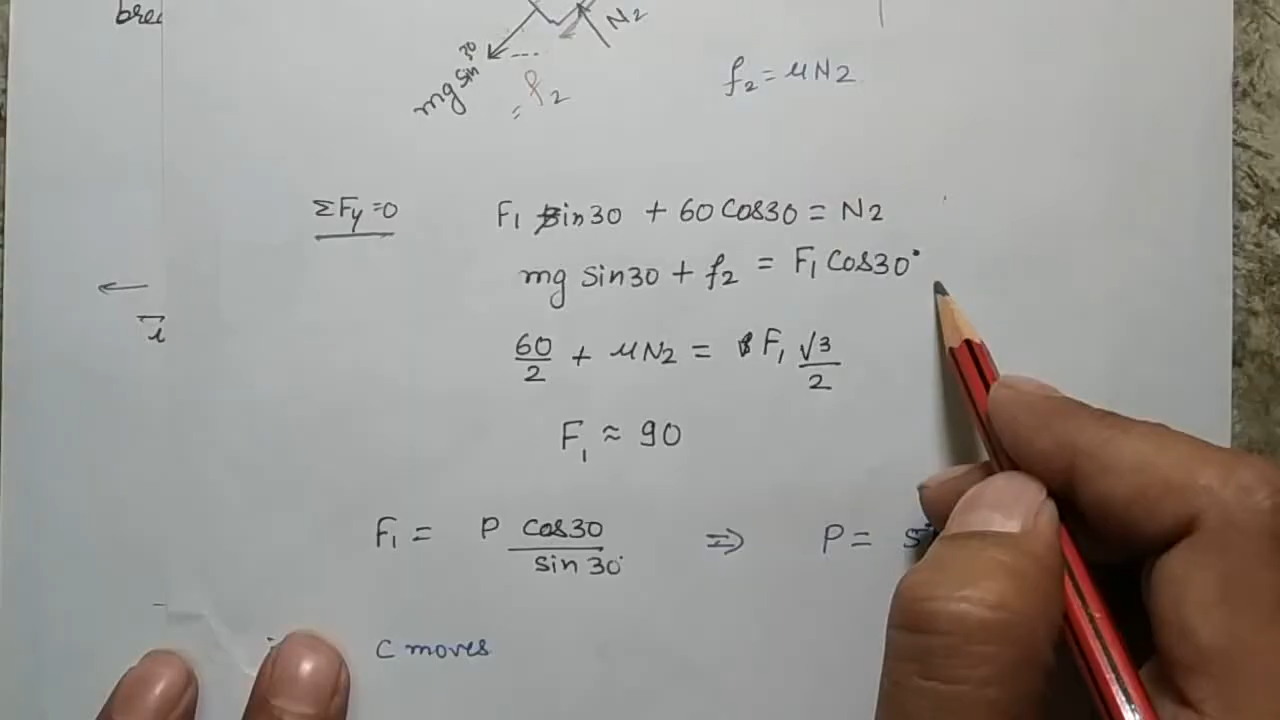 N2
mg sin 30
= f2
f2 = μN2
ΣFy=0 F1 sin30 + 60 Cos30 = N2
mg sin30 + f2 = F1 Cos30°
60/2 + μN2 = F1 √3/2
F1 ≈ 90
F1 = P cos30/sin30° ⇒ P =
C moves